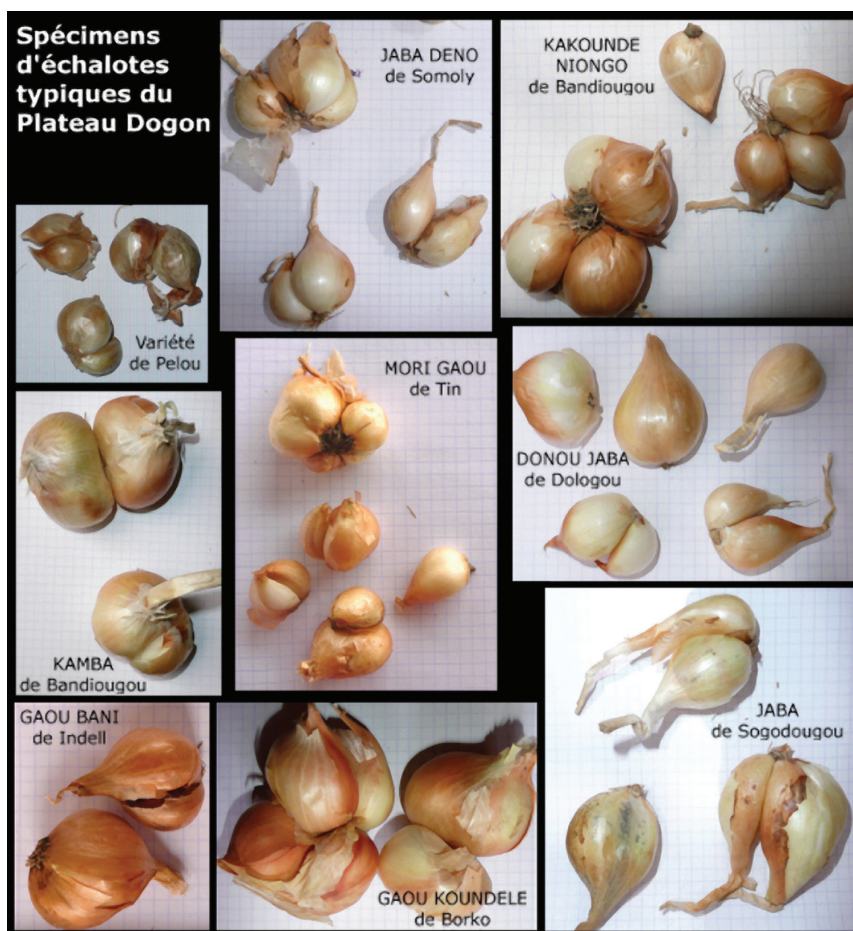 Spécimens
d'échalotes
typiques du
Plateau Dogon
JABA DENO
de Somoly
KAKOUNDE
NIONGO
de Bandiougou
Variété
de Pelou
MORI GAOU
de Tin
DONOU JABA
de Dologou
KAMBA
de Bandiougou
JABA
de Sogodougou
GAOU BANI
de Indell
GAOU KOUNDELE
de Borko